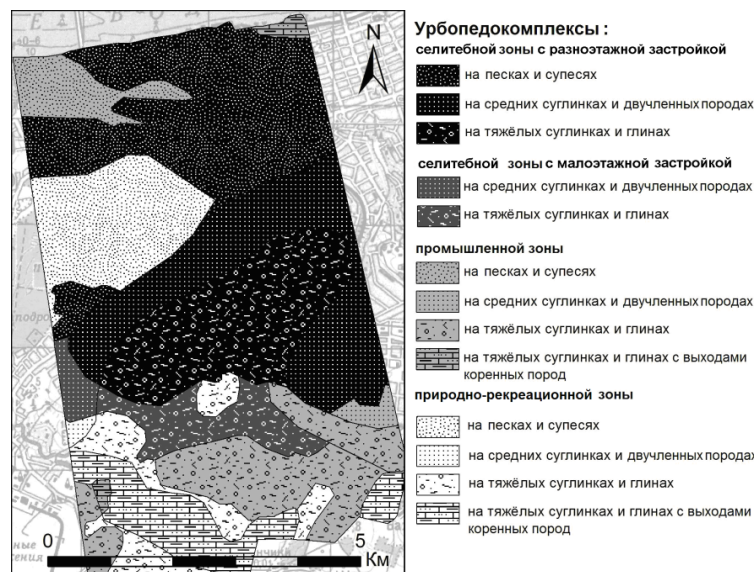 N
0
5
Км
Урбопедокомплексы :
селитебной зоны с разноэтажной застройкой
на песках и супесях
на средних суглинках и двучленных породах
на тяжёлых суглинках и глинах
селитебной зоны с малоэтажной застройкой
на средних суглинках и двучленных породах
на тяжёлых суглинках и глинах
промышленной зоны
на песках и супесях
на средних суглинках и двучленных породах
на тяжёлых суглинках и глинах
на тяжёлых суглинках и глинах с выходами
коренных пород
природно-рекреационной зоны
на песках и супесях
на средних суглинках и двучленных породах
на тяжёлых суглинках и глинах
на тяжёлых суглинках и глинах с выходами
коренных пород